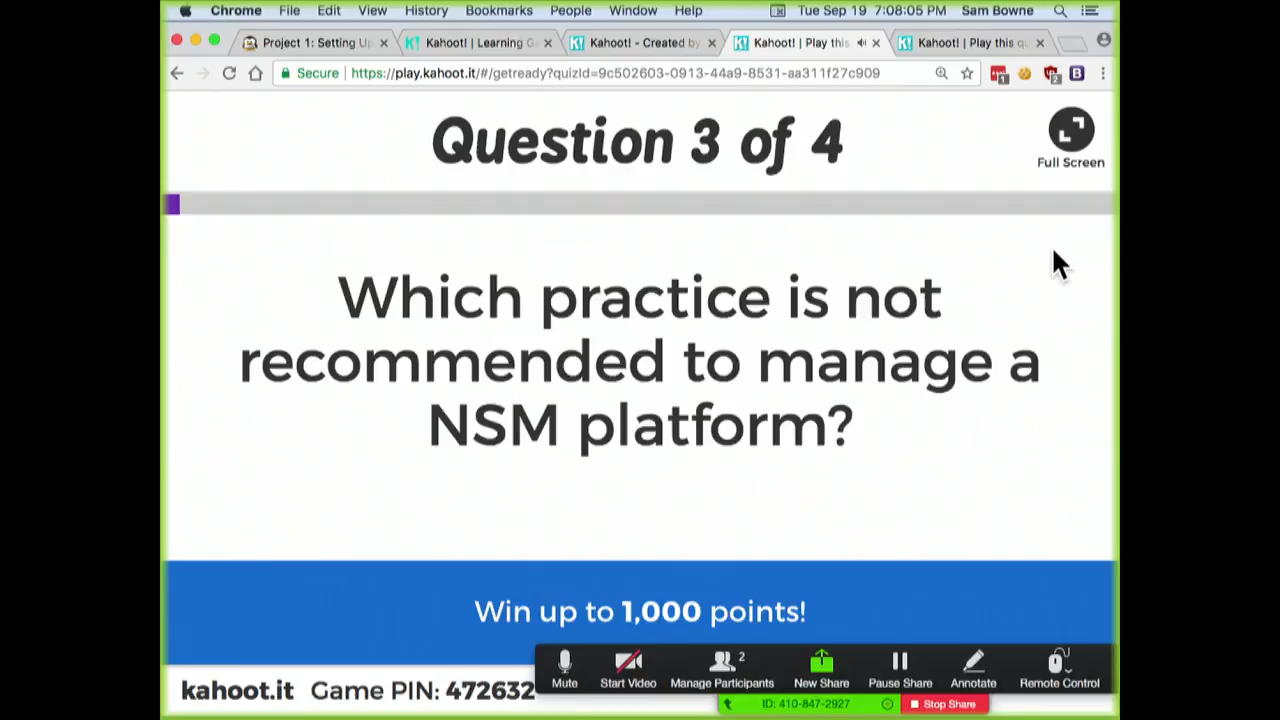 Chrome File Edit View History Bookmarks People Window Help Tue Sep 19 7:08:05 PM Sam Bowne
Project 1: Setting Up Kahoot! | Learning G Kahoot! - Created by Kahoot! | Play this Kahoot! | Play this qu
Secure https://play.kahoot.it/#/getready?quizId=9c502603-0913-44a9-8531-aa311f27c909
Question 3 of 4
Full Screen
Which practice is not
recommended to manage a
NSM platform?
Win up to 1,000 points!
2
Mute Start Video Manage Participants New Share Pause Share Annotate Remote Control
kahoot.it Game PIN: 472632
ID: 410-847-2927 Stop Share